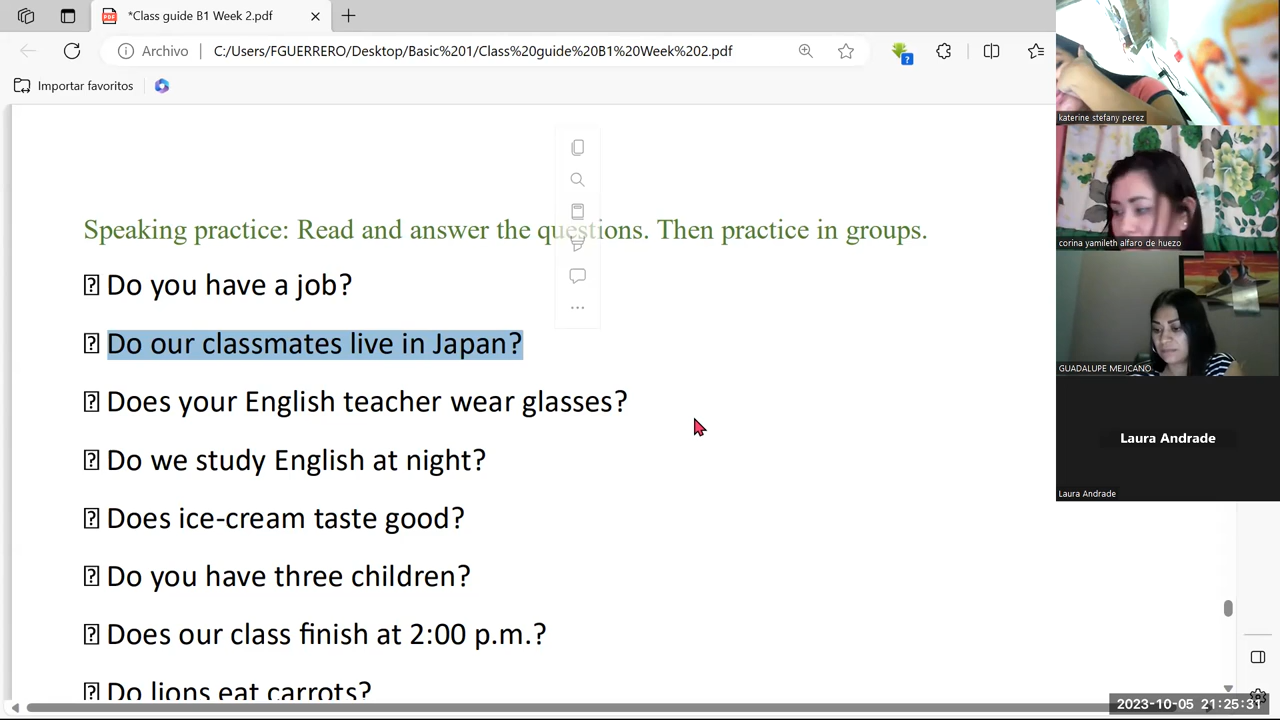 *Class guide B1 Week 2.pdf
Archivo
C:/Users/FGUERRERO/Desktop/Basic%201/Class%20guide%20B1%20Week%202.pdf
Importar favoritos
Speaking practice: Read and answer the questions. Then practice in groups.
Do you have a job?
Do our classmates live in Japan?
Does your English teacher wear glasses?
Do we study English at night?
Does ice-cream taste good?
Do you have three children?
Does our class finish at 2:00 p.m.?
Do lions eat carrots?
katerine stefany perez
corina yamileth alfaro de huezo
GUADALUPE MEJICANO
Laura Andrade
Laura Andrade
2023-10-05 21:25:31